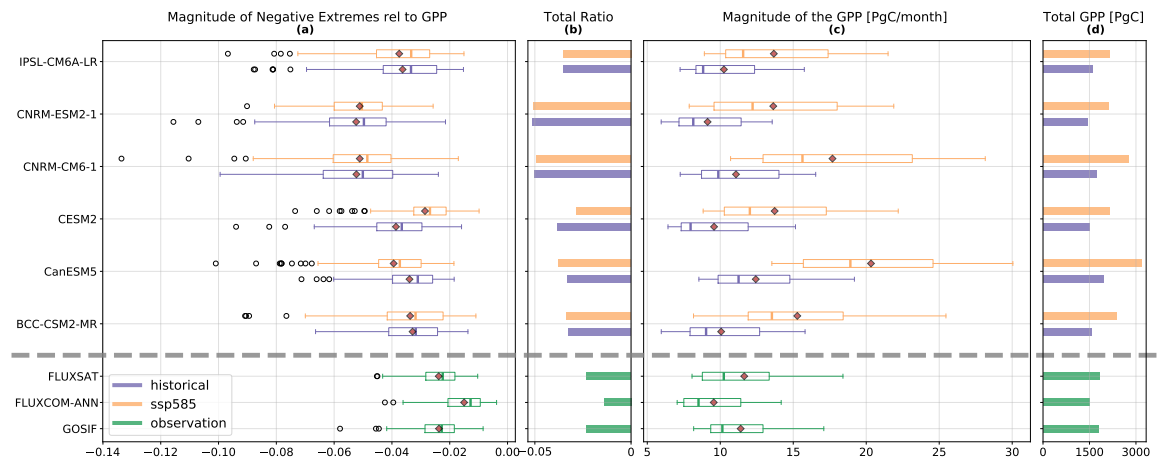 Magnitude of Negative Extremes rel to GPP
(a)
Total Ratio
(b)
Magnitude of the GPP [PgC/month]
(c)
Total GPP [PgC]
(d)
IPSL-CM6A-LR
CNRM-ESM2-1
CNRM-CM6-1
CESM2
CanESM5
BCC-CSM2-MR
FLUXSAT
FLUXCOM-ANN
GOSIF
historical
ssp585
observation
−0.14 −0.12 −0.10 −0.08 −0.06 −0.04 −0.02 0.00
−0.05 0
5 10 15 20 25 30
0 1500 3000